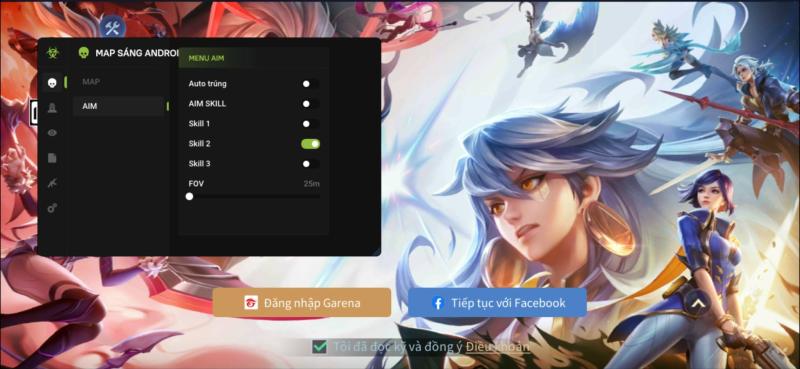 MAP SÁNG ANDROI
MENU AIM
MAP
AIM
Auto trúng
AIM SKILL
Skill 1
Skill 2
Skill 3
FOV 25m
Đăng nhập Garena
Tiếp tục với Facebook
Tôi đã đọc kỹ và đồng ý Điều khoản